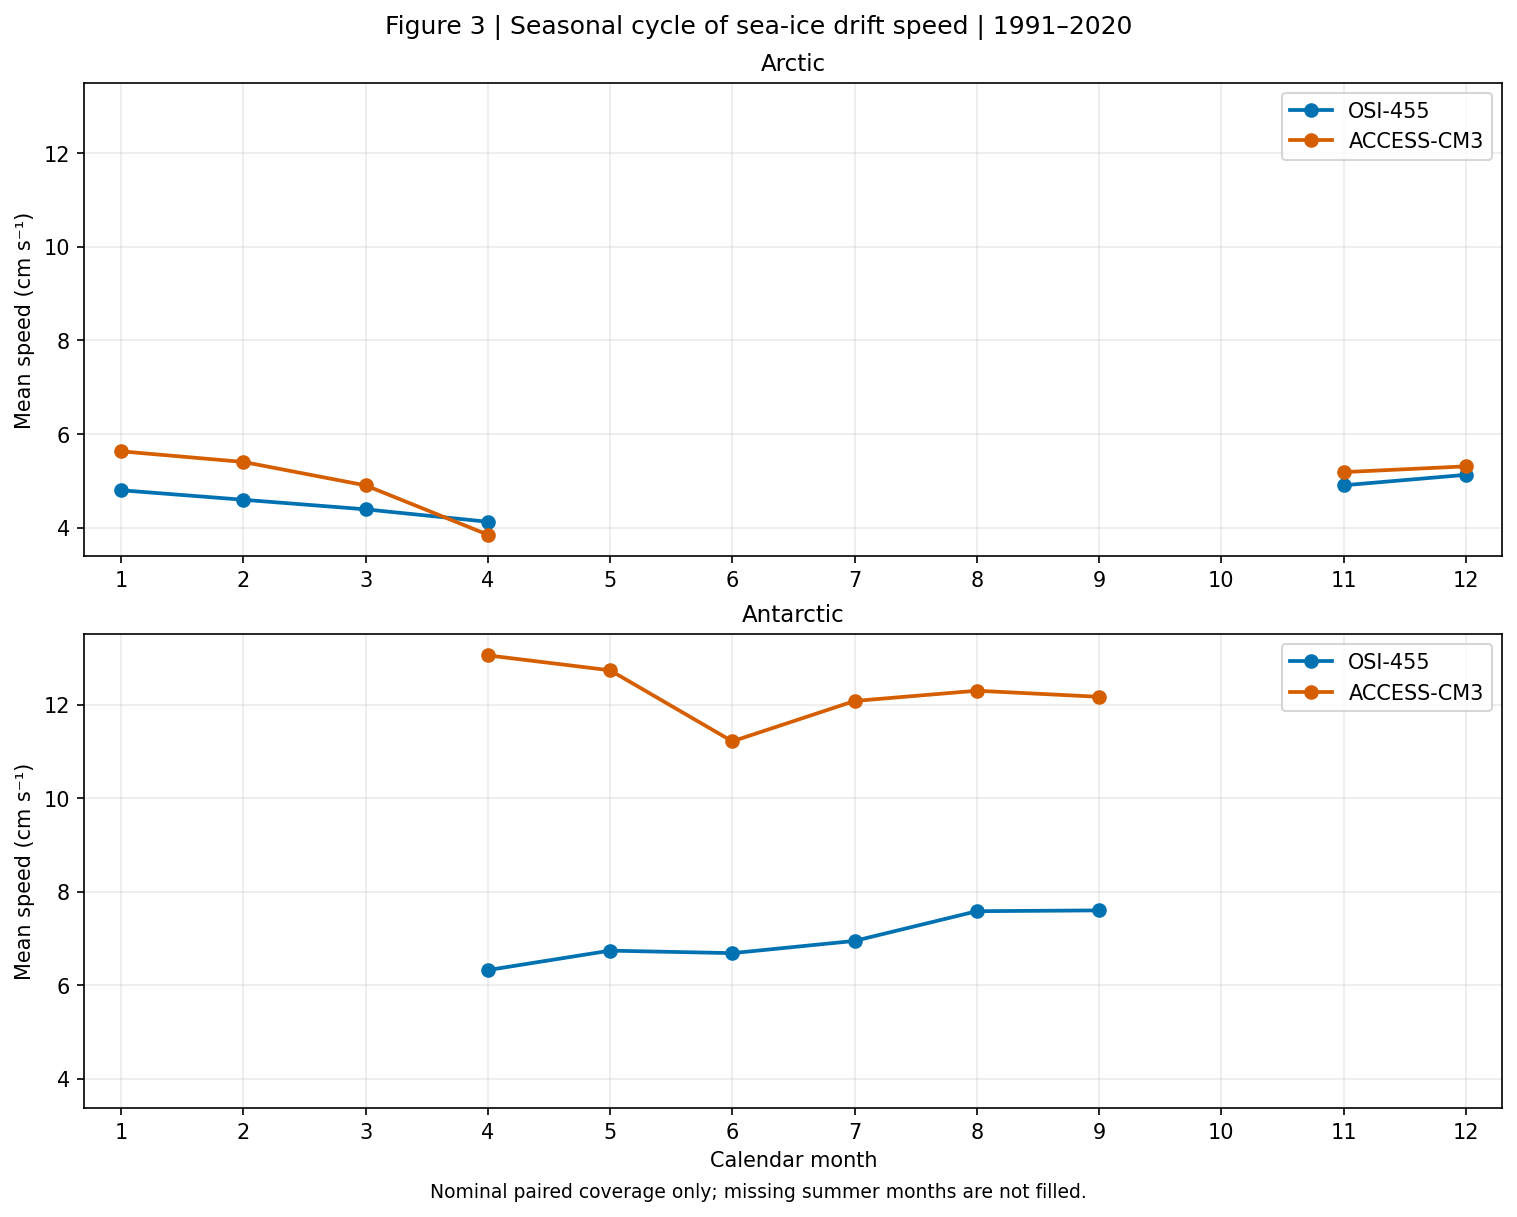 Figure 3 | Seasonal cycle of sea-ice drift speed | 1991–2020
Arctic
OSI-455
ACCESS-CM3
Mean speed (cm s⁻¹)
12
10
8
6
4
1 2 3 4 5 6 7 8 9 10 11 12
Antarctic
OSI-455
ACCESS-CM3
Mean speed (cm s⁻¹)
12
10
8
6
4
1 2 3 4 5 6 7 8 9 10 11 12
Calendar month
Nominal paired coverage only; missing summer months are not filled.